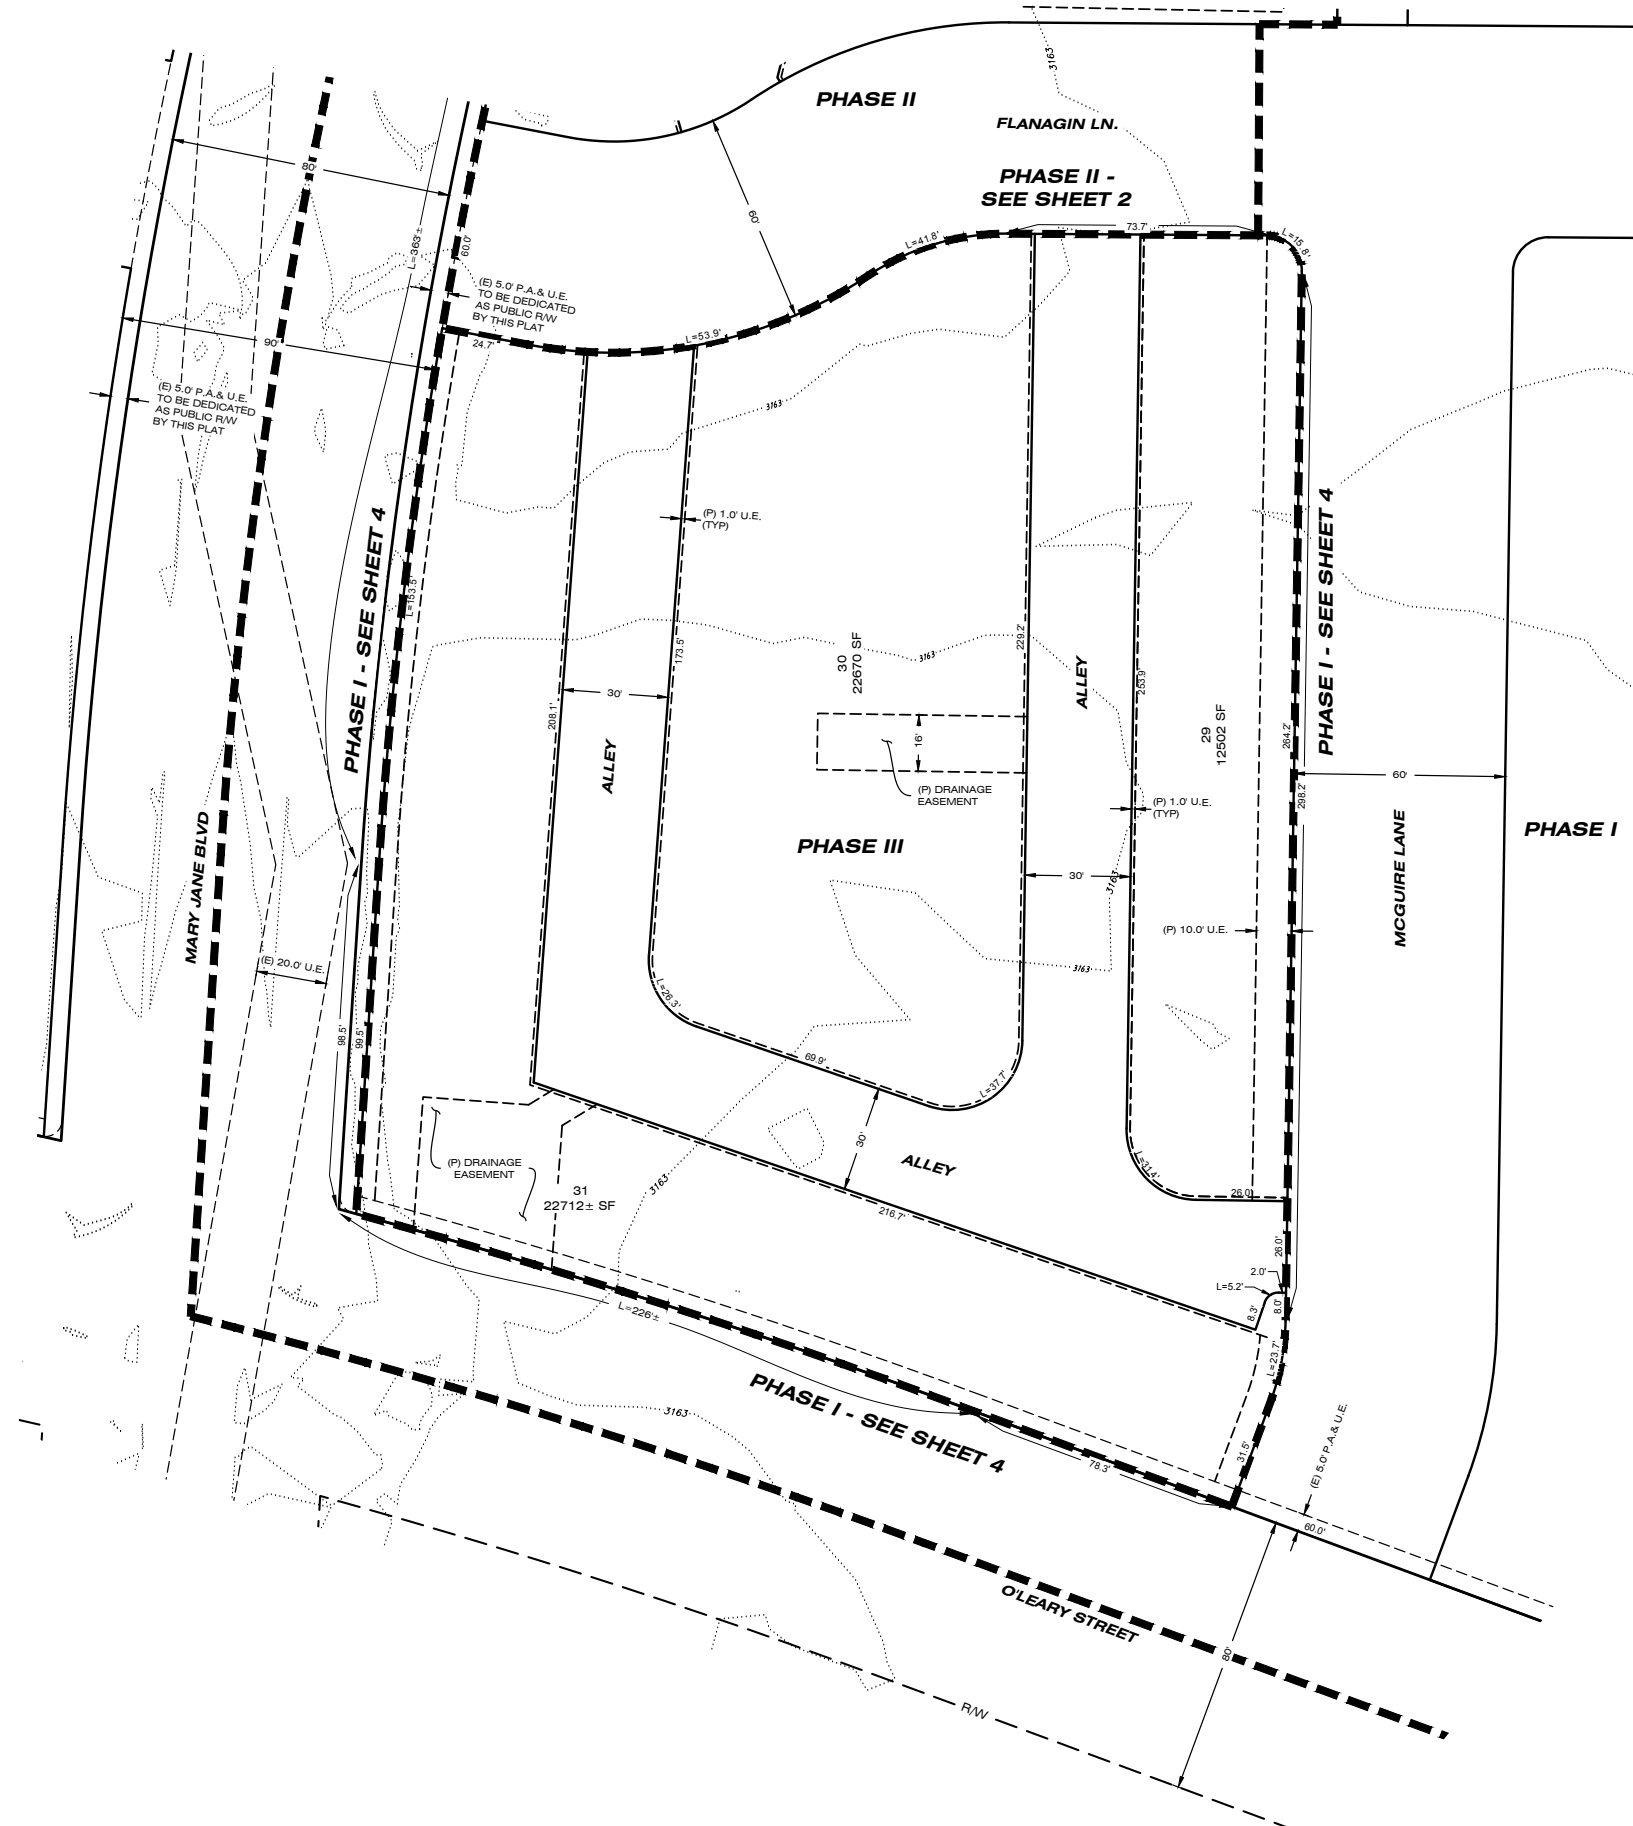 3163
PHASE II
FLANAGIN LN.
PHASE II -
SEE SHEET 2
80'
60'
L=363'±
60.0'
L=41.8'
73.7'
L=15.8'
(E) 5.0' P.A.& U.E.
TO BE DEDICATED
AS PUBLIC R/W
BY THIS PLAT
90'
24.7'
L=53.9'
(E) 5.0' P.A.& U.E.
TO BE DEDICATED
AS PUBLIC R/W
BY THIS PLAT
3163
(P) 1.0' U.E.
(TYP)
PHASE I - SEE SHEET 4
L=153.5'
PHASE I - SEE SHEET 4
173.5'
30
22670 SF
3163
229.2'
ALLEY
253.9'
30'
208.1'
ALLEY
16'
29
12502 SF
264.2'
298.2'
60'
(P) DRAINAGE
EASEMENT
(P) 1.0' U.E.
(TYP)
PHASE III
PHASE I
MARY JANE BLVD
MCGUIRE LANE
30'
3163
(P) 10.0' U.E.
(E) 20.0' U.E.
3163
L=26.3'
98.5'
99.5'
69.9'
L=37.7'
30'
ALLEY
L=31.4'
26.0'
(P) DRAINAGE
EASEMENT
31
22712± SF
3163
216.7'
26.0'
2.0'
L=5.2'
8.3'
8.0'
L=226'±
L=23.7'
PHASE I - SEE SHEET 4
3163
31.5'
78.3'
(E) 5.0' P.A.& U.E.
60.0'
O'LEARY STREET
80'
R/W